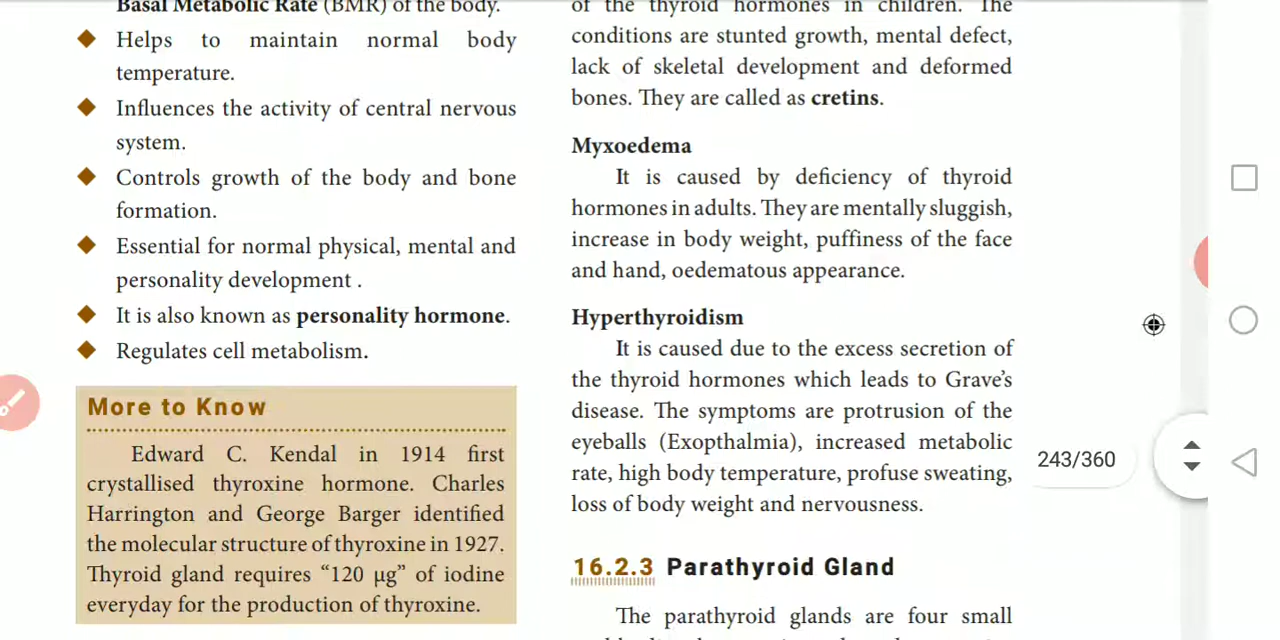 Basal Metabolic Rate (BMR) of the body.
Helps to maintain normal body
temperature.
Influences the activity of central nervous
system.
Controls growth of the body and bone
formation.
Essential for normal physical, mental and
personality development .
It is also known as personality hormone.
Regulates cell metabolism.
More to Know
Edward C. Kendal in 1914 first
crystallised thyroxine hormone. Charles
Harrington and George Barger identified
the molecular structure of thyroxine in 1927.
Thyroid gland requires “120 µg” of iodine
everyday for the production of thyroxine.
of the thyroid hormones in children. The
conditions are stunted growth, mental defect,
lack of skeletal development and deformed
bones. They are called as cretins.
Myxoedema
It is caused by deficiency of thyroid
hormones in adults. They are mentally sluggish,
increase in body weight, puffiness of the face
and hand, oedematous appearance.
Hyperthyroidism
It is caused due to the excess secretion of
the thyroid hormones which leads to Grave’s
disease. The symptoms are protrusion of the
eyeballs (Exopthalmia), increased metabolic
rate, high body temperature, profuse sweating,
loss of body weight and nervousness.
16.2.3 Parathyroid Gland
The parathyroid glands are four small
243/360